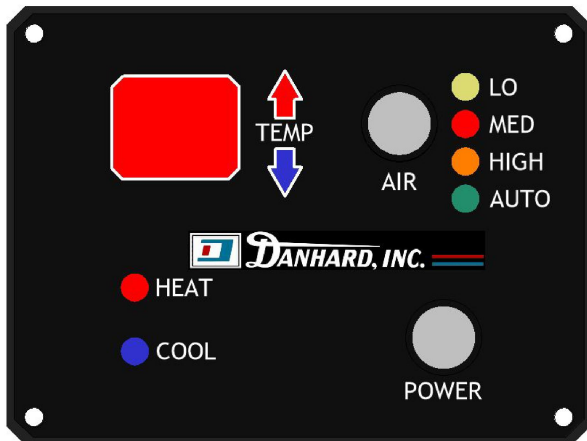 LO
TEMP
MED
AIR
HIGH
AUTO
DANHARD, INC.
HEAT
COOL
POWER